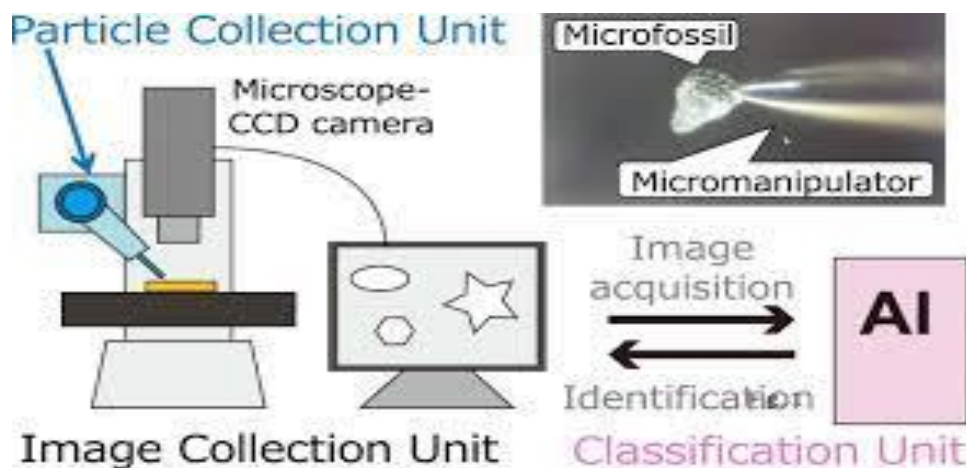 Particle Collection Unit
Microscope-
CCD camera
Microfossil
Micromanipulator
Image
acquisition
AI
Identification
Image Collection Unit
Classification Unit